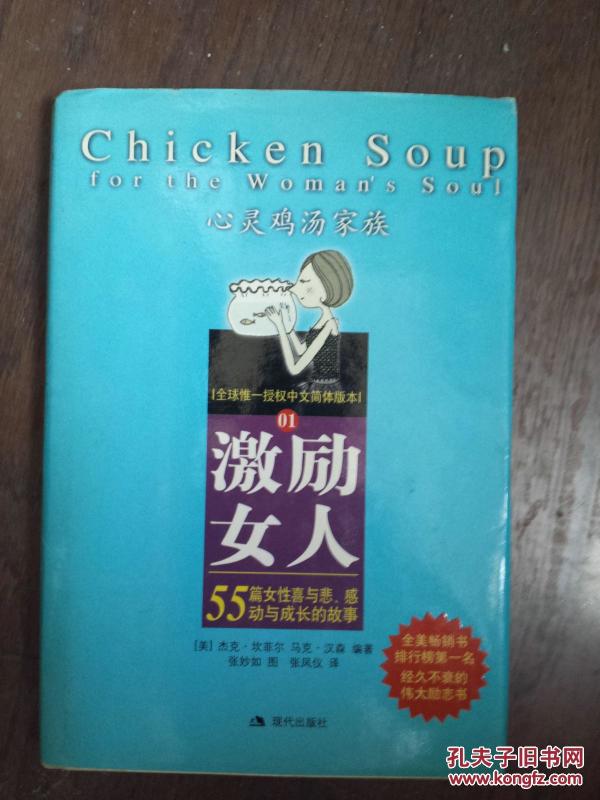 Chicken Soup
for the Woman's Soul
心灵鸡汤家族
全球惟一授权中文简体版本
01
激励
女人
55篇女性喜与悲、感
动与成长的故事
[美] 杰克·坎菲尔 马克·汉森 编著
张妙如 图 张凤仪 译
全美畅销书
排行榜第一名
经久不衰的
伟大励志书
现代出版社
孔夫子旧书网
www.kongfz.com